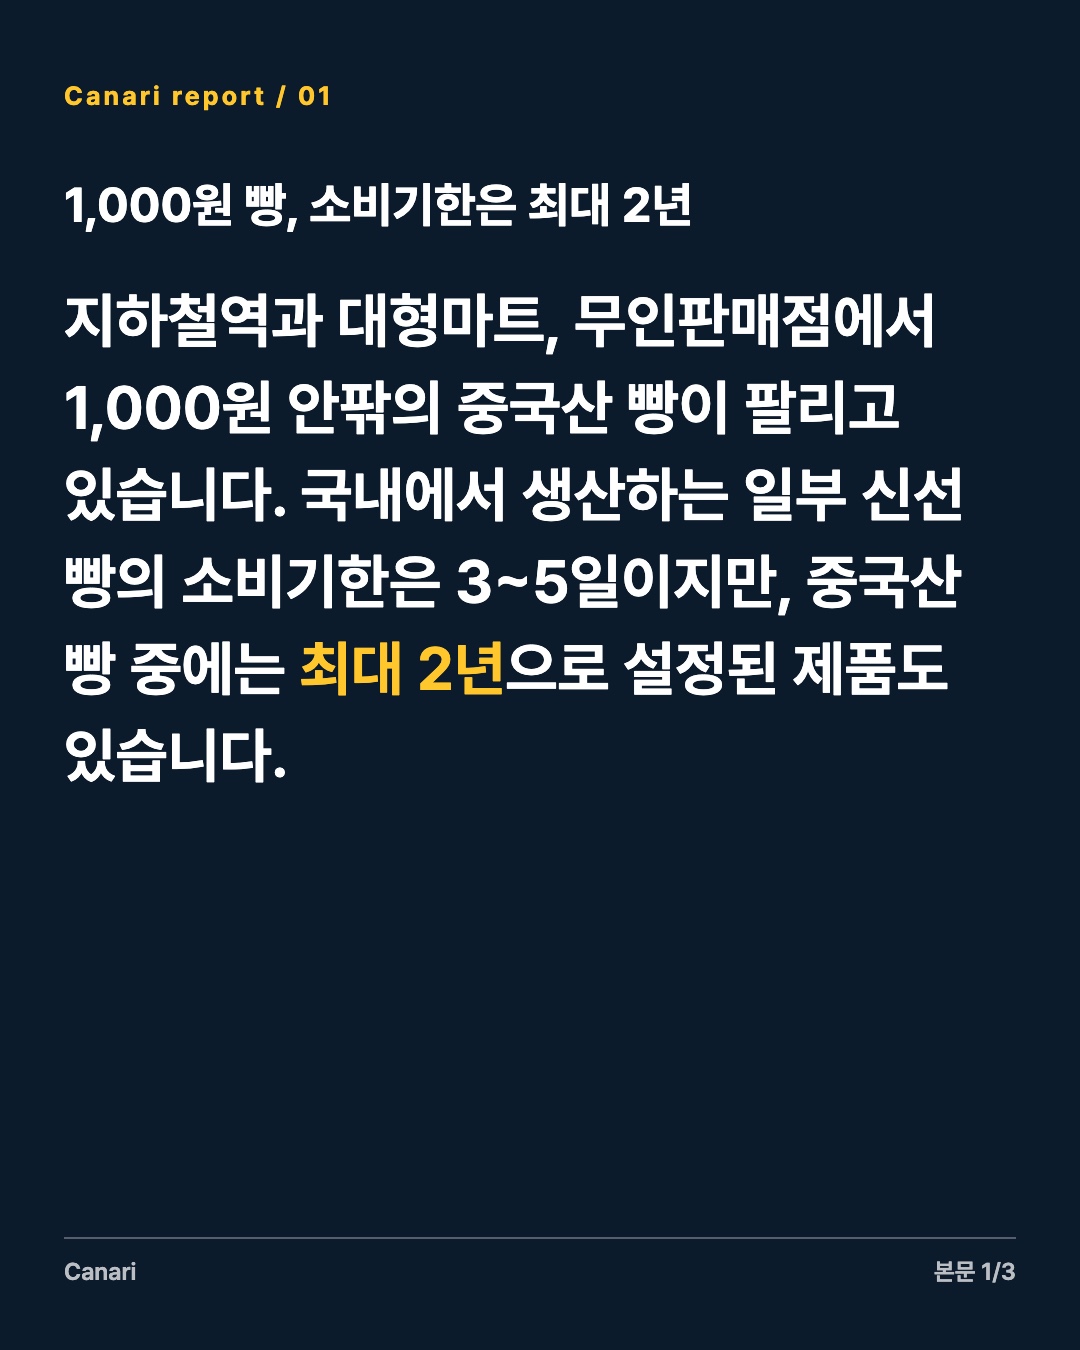 Canari report / 01
1,000원 빵, 소비기한은 최대 2년
지하철역과 대형마트, 무인판매점에서
1,000원 안팎의 중국산 빵이 팔리고
있습니다. 국내에서 생산하는 일부 신선
빵의 소비기한은 3~5일이지만, 중국산
빵 중에는 최대 2년으로 설정된 제품도
있습니다.
Canari
본문 1/3